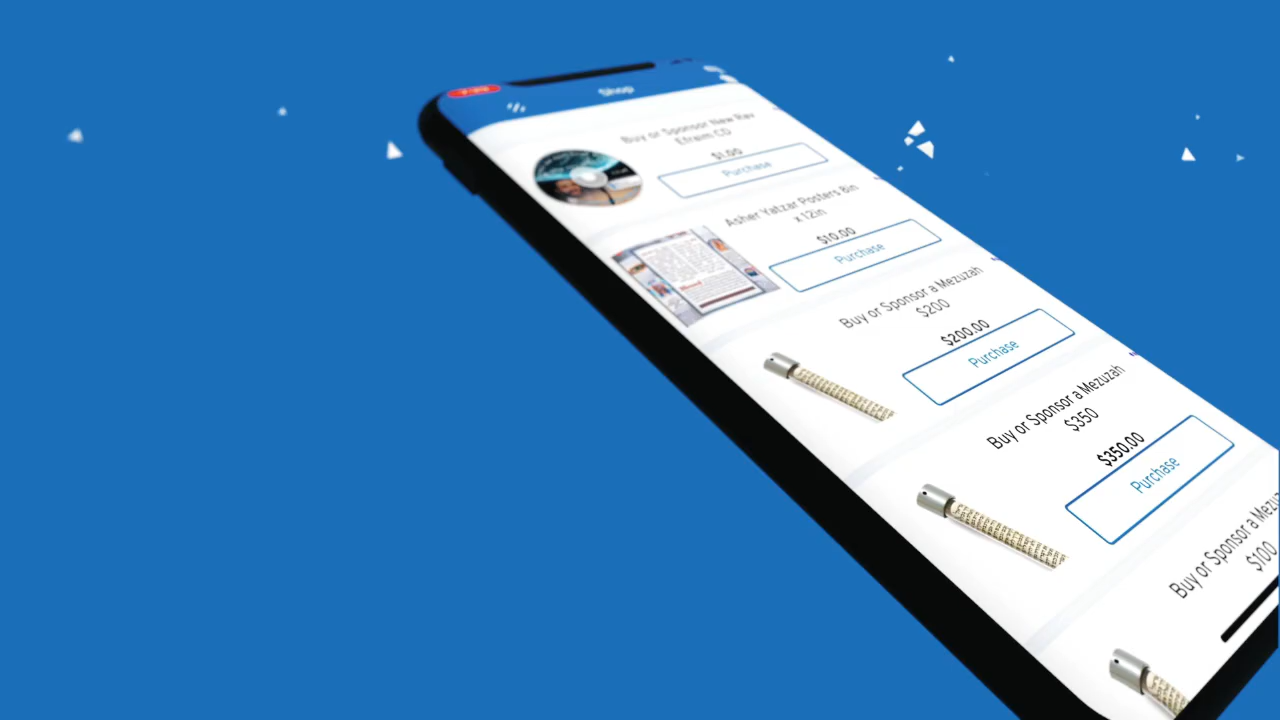 Shop
Buy or Sponsor New Rav
Efraim CD
$1.00
Purchase
Asher Yatzar Posters 8in
x 12in
$10.00
Purchase
Buy or Sponsor a Mezuzah
$200
$200.00
Purchase
Buy or Sponsor a Mezuzah
$350
$350.00
Purchase
Buy or Sponsor a
$100